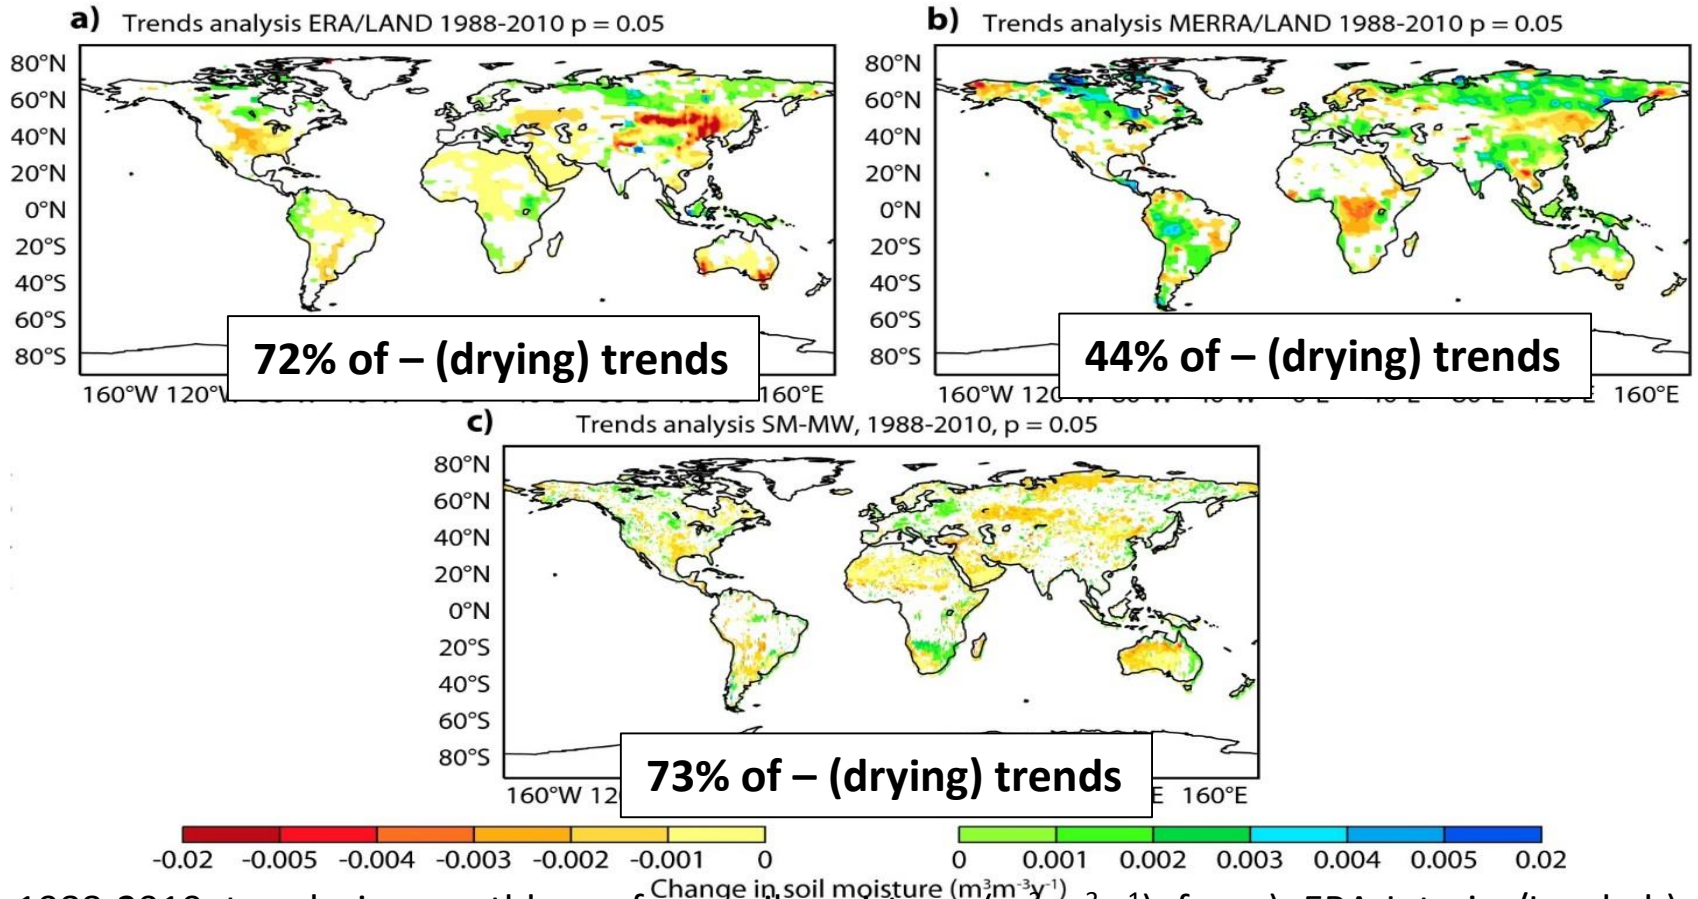 a) Trends analysis ERA/LAND 1988-2010 p = 0.05
80°N
60°N
40°N
20°N
0°N
20°S
40°S
60°S
80°S
72% of – (drying) trends
160°W 120°W 160°E
b) Trends analysis MERRA/LAND 1988-2010 p = 0.05
80°N
60°N
40°N
20°N
0°N
20°S
40°S
60°S
80°S
44% of – (drying) trends
160°W 160°E
c) Trends analysis SM-MW, 1988-2010, p = 0.05
80°N
60°N
40°N
20°N
0°N
20°S
40°S
60°S
80°S
73% of – (drying) trends
160°W 160°E
-0.02 -0.005 -0.004 -0.003 -0.002 -0.001 0 0 0.001 0.002 0.003 0.004 0.005 0.02
Change in soil moisture (m³m⁻³y⁻¹)